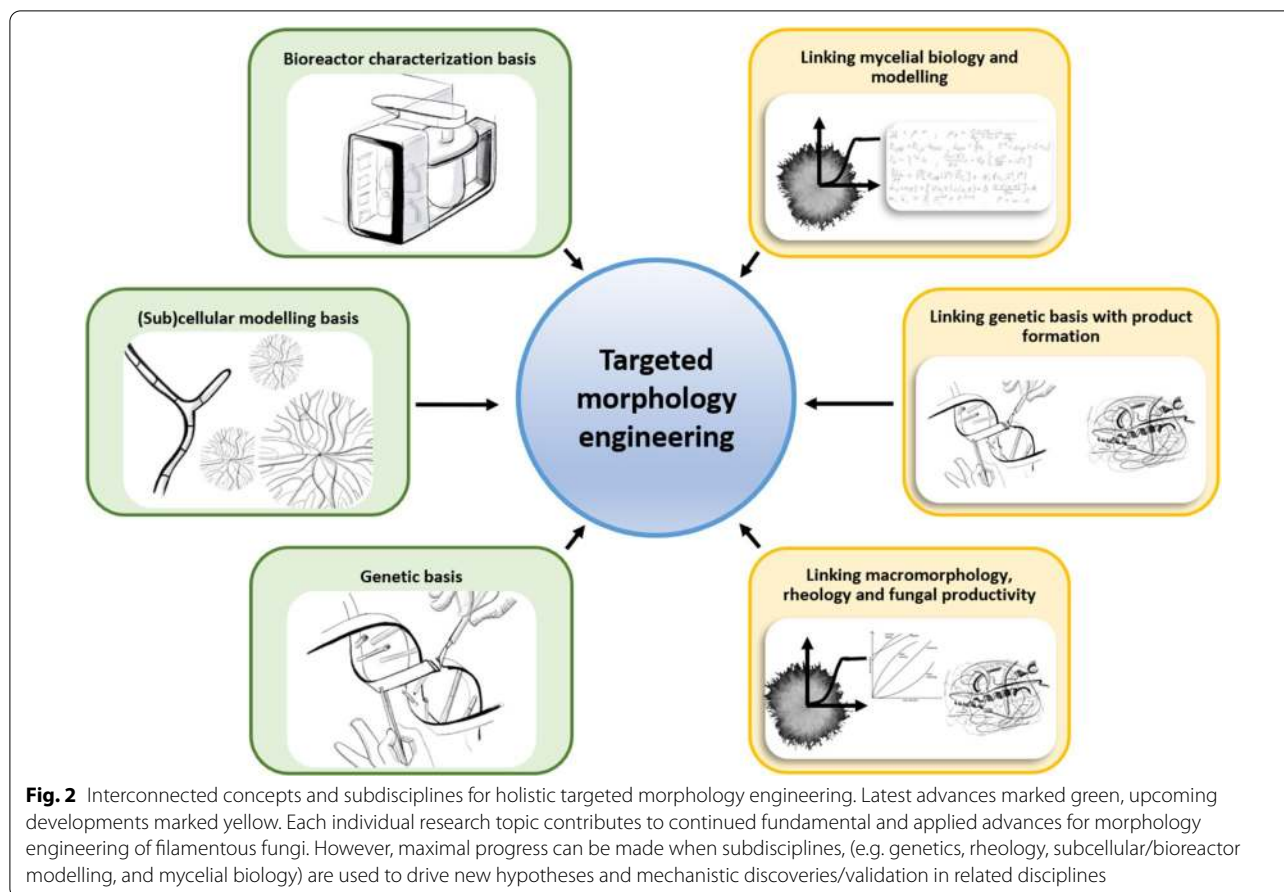 Bioreactor characterization basis
Linking mycelial biology and
modelling
(Sub)cellular modelling basis
Targeted
morphology
engineering
Linking genetic basis with product
formation
Genetic basis
Linking macromorphology,
rheology and fungal productivity
Fig. 2 Interconnected concepts and subdisciplines for holistic targeted morphology engineering. Latest advances marked green, upcoming
developments marked yellow. Each individual research topic contributes to continued fundamental and applied advances for morphology
engineering of filamentous fungi. However, maximal progress can be made when subdisciplines, (e.g. genetics, rheology, subcellular/bioreactor
modelling, and mycelial biology) are used to drive new hypotheses and mechanistic discoveries/validation in related disciplines